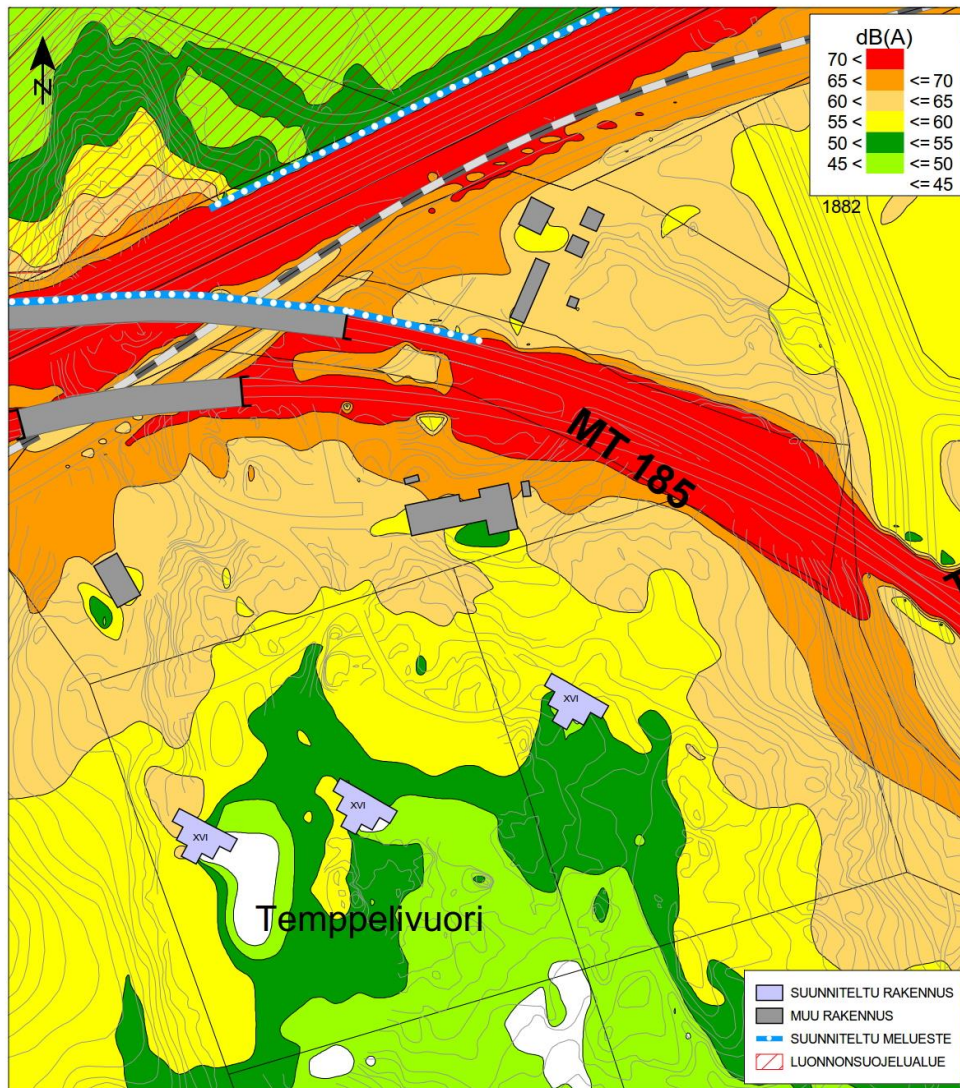 N
dB(A)
70 <
65 < <= 70
60 < <= 65
55 < <= 60
50 < <= 55
45 < <= 50
<= 45
1882
MT 185
XVI
XVI
XVI
Temppelivuori
SUUNNITELTU RAKENNUS
MUU RAKENNUS
SUUNNITELTU MELUESTE
LUONNONSUOJELUALUE